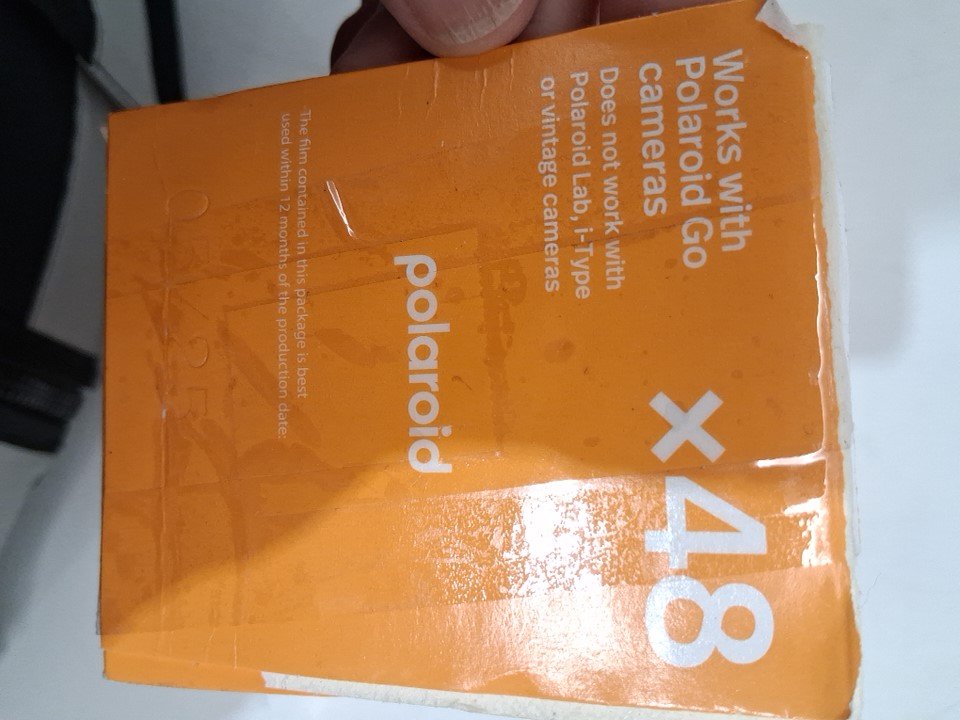 Works with
Polaroid Go
cameras
Does not work with
Polaroid Lab, i-Type
or vintage cameras
×48
polaroid
The film contained in this package is best
used within 12 months of the production date: